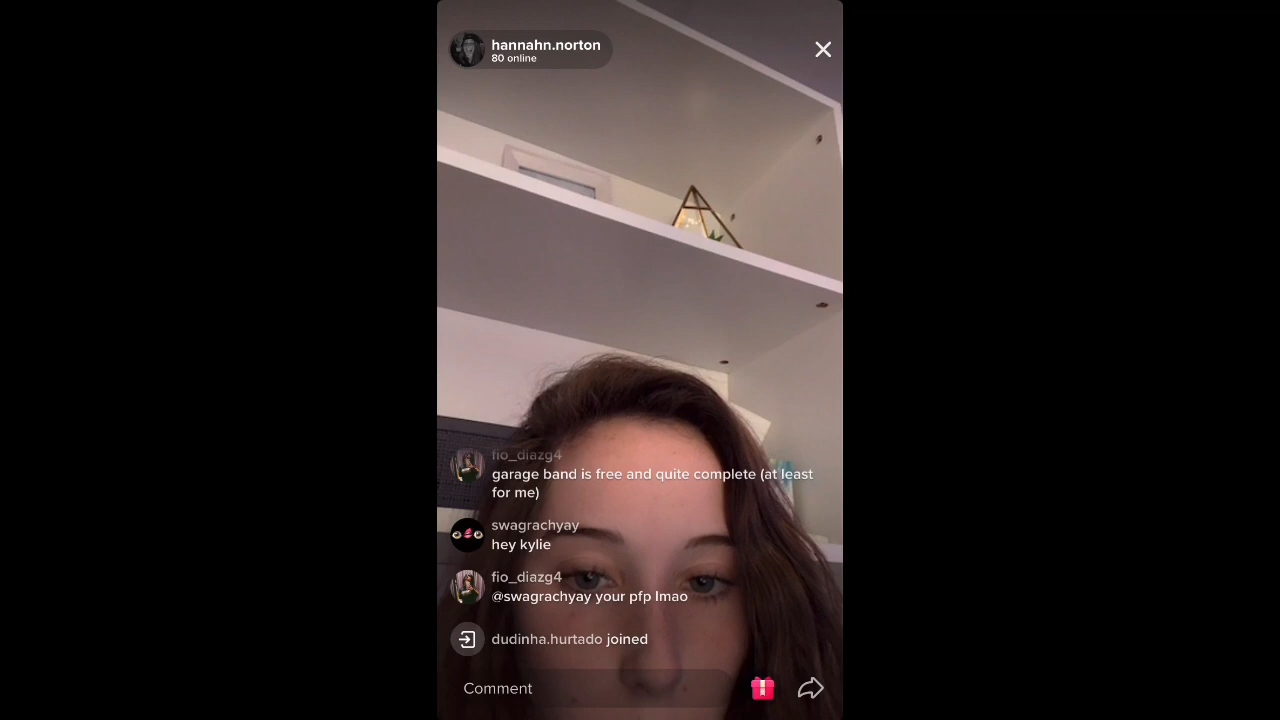 hannahn.norton
80 online
fio_diazg4
garage band is free and quite complete (at least
for me)
swagrachyay
hey kylie
fio_diazg4
@swagrachyay your pfp lmao
dudinha.hurtado joined
Comment